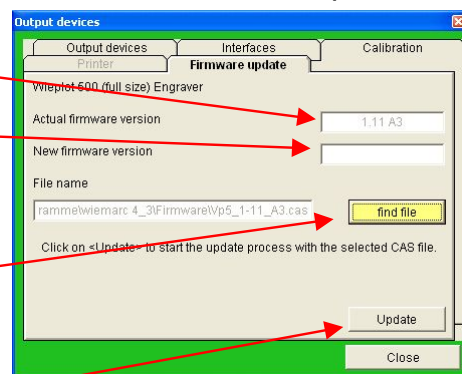 Output devices
Output devices Interfaces Calibration
Printer Firmware update
Wieplot 500 (full size) Engraver
Actual firmware version 1.11 A3
New firmware version
File name
ramme\wiemarc 4_3\Firmware\Vp5_1-11_A3.cas find file
Click on <Update> to start the update process with the selected CAS file.
Update
Close